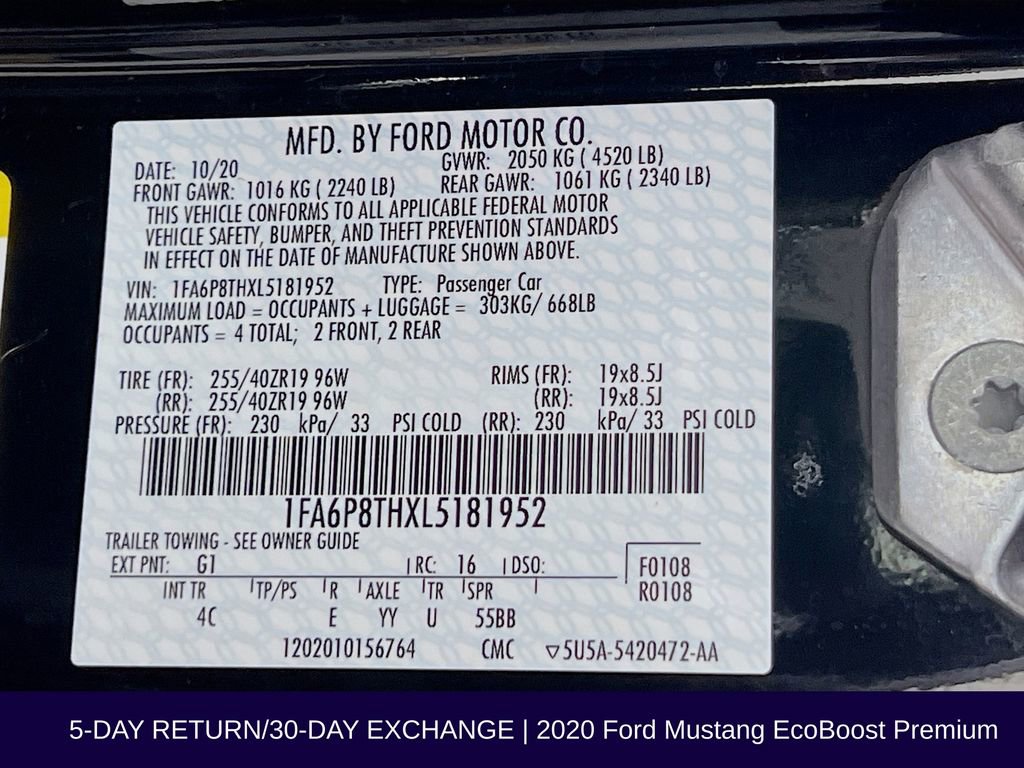 MFD. BY FORD MOTOR CO.
DATE: 10/20 GVWR: 2050 KG ( 4520 LB)
FRONT GAWR: 1016 KG ( 2240 LB) REAR GAWR: 1061 KG ( 2340 LB)
THIS VEHICLE CONFORMS TO ALL APPLICABLE FEDERAL MOTOR
VEHICLE SAFETY, BUMPER, AND THEFT PREVENTION STANDARDS
IN EFFECT ON THE DATE OF MANUFACTURE SHOWN ABOVE.
VIN: 1FA6P8THXL5181952 TYPE: Passenger Car
MAXIMUM LOAD = OCCUPANTS + LUGGAGE = 303KG/ 668LB
OCCUPANTS = 4 TOTAL; 2 FRONT, 2 REAR
TIRE (FR): 255/40ZR19 96W RIMS (FR): 19x8.5J
(RR): 255/40ZR19 96W (RR): 19x8.5J
PRESSURE (FR): 230 kPa/ 33 PSI COLD (RR): 230 kPa/ 33 PSI COLD
1FA6P8THXL5181952
TRAILER TOWING - SEE OWNER GUIDE
EXT PNT: G1 RC: 16 DSO: F0108
INT TR TP/PS R AXLE TR SPR R0108
4C E YY U 55BB
1202010156764 CMC ▽5U5A-5420472-AA
5-DAY RETURN/30-DAY EXCHANGE | 2020 Ford Mustang EcoBoost Premium